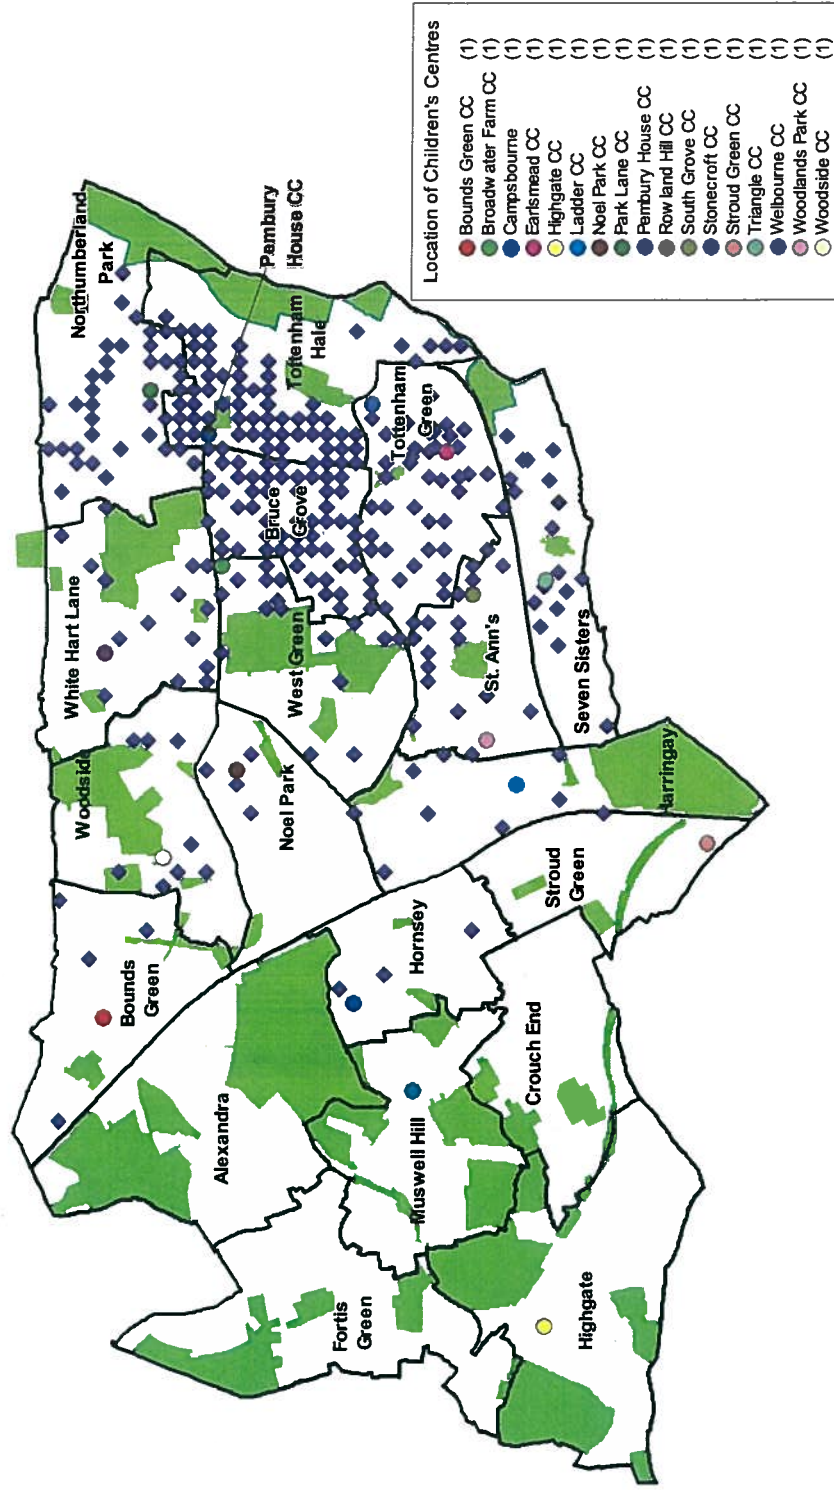 Northumberland
Park
Pembury
House CC
Tottenham
Hale
Tottenham
Green
Bruce
Grove
White Hart Lane
West Green
St. Ann's
Seven Sisters
Woodside
Noel Park
Harringay
Stroud
Green
Bounds
Green
Hornsey
Crouch End
Alexandra
Muswell Hill
Fortis
Green
Highgate
Location of Children's Centres
Bounds Green CC (1)
Broadwater Farm CC (1)
Campsbourne (1)
Earlsmead CC (1)
Highgate CC (1)
Ladder CC (1)
Noel Park CC (1)
Park Lane CC (1)
Pembury House CC (1)
Rowland Hill CC (1)
South Grove CC (1)
Stonecroft CC (1)
Stroud Green CC (1)
Triangle CC (1)
Welbourne CC (1)
Woodlands Park CC (1)
Woodside CC (1)